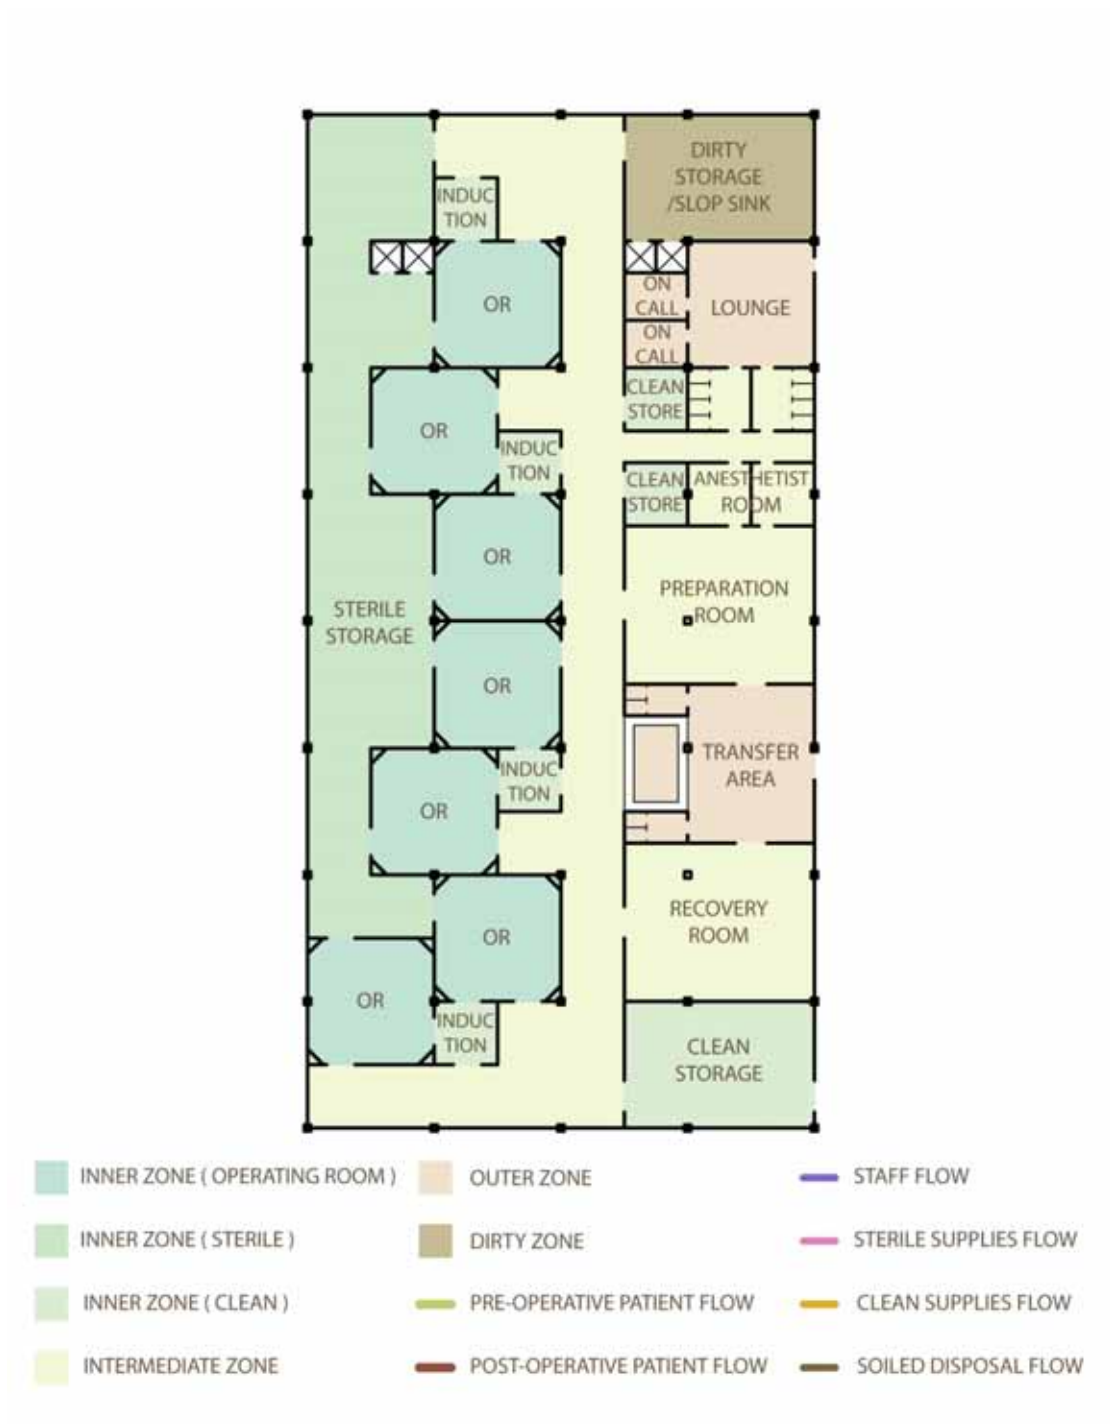 DIRTY
STORAGE
/SLOP SINK
INDUC
TION
OR
ON
CALL
LOUNGE
ON
CALL
CLEAN
STORE
OR
INDUC
TION
CLEAN
STORE
ANESTHETIST
ROOM
OR
PREPARATION
ROOM
STERILE
STORAGE
OR
TRANSFER
AREA
INDUC
TION
OR
RECOVERY
ROOM
OR
OR
INDUC
TION
CLEAN
STORAGE
INNER ZONE ( OPERATING ROOM )
OUTER ZONE
STAFF FLOW
INNER ZONE ( STERILE )
DIRTY ZONE
STERILE SUPPLIES FLOW
INNER ZONE ( CLEAN )
PRE-OPERATIVE PATIENT FLOW
CLEAN SUPPLIES FLOW
INTERMEDIATE ZONE
POST-OPERATIVE PATIENT FLOW
SOILED DISPOSAL FLOW